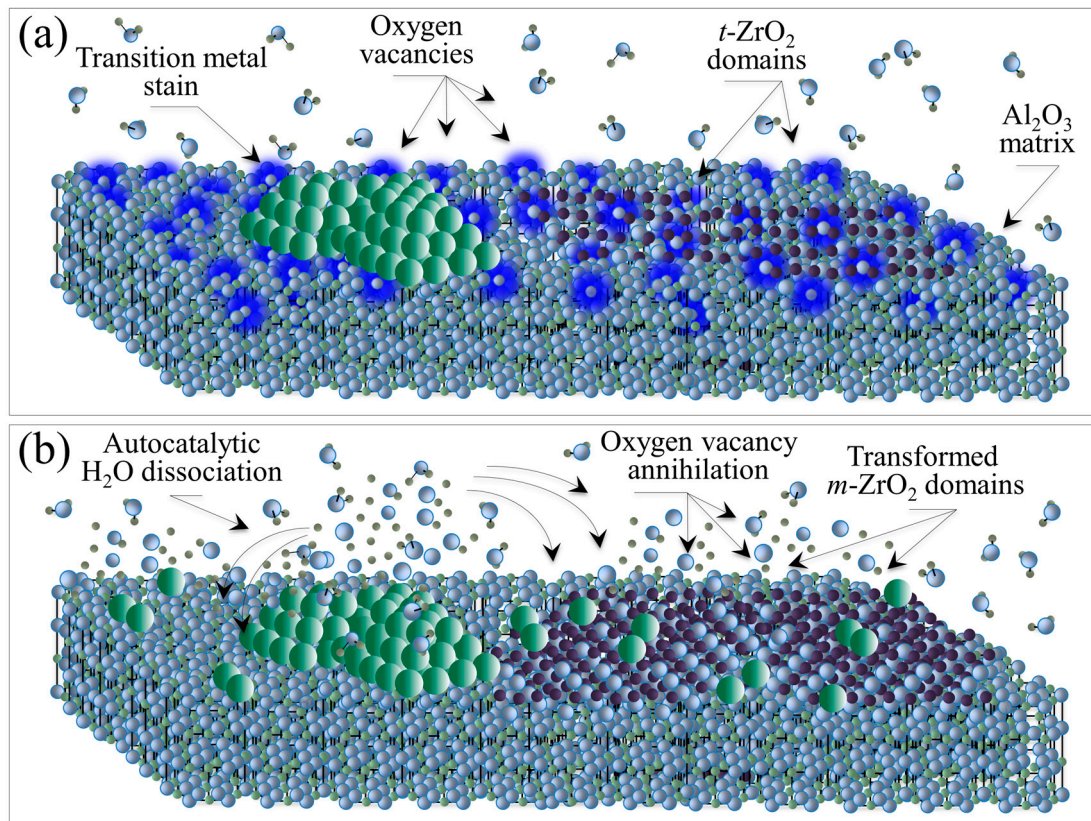 (a)
Transition metal
stain
Oxygen
vacancies
t-ZrO₂
domains
Al₂O₃
matrix
(b)
Autocatalytic
H₂O dissociation
Oxygen vacancy
annihilation
Transformed
m-ZrO₂ domains